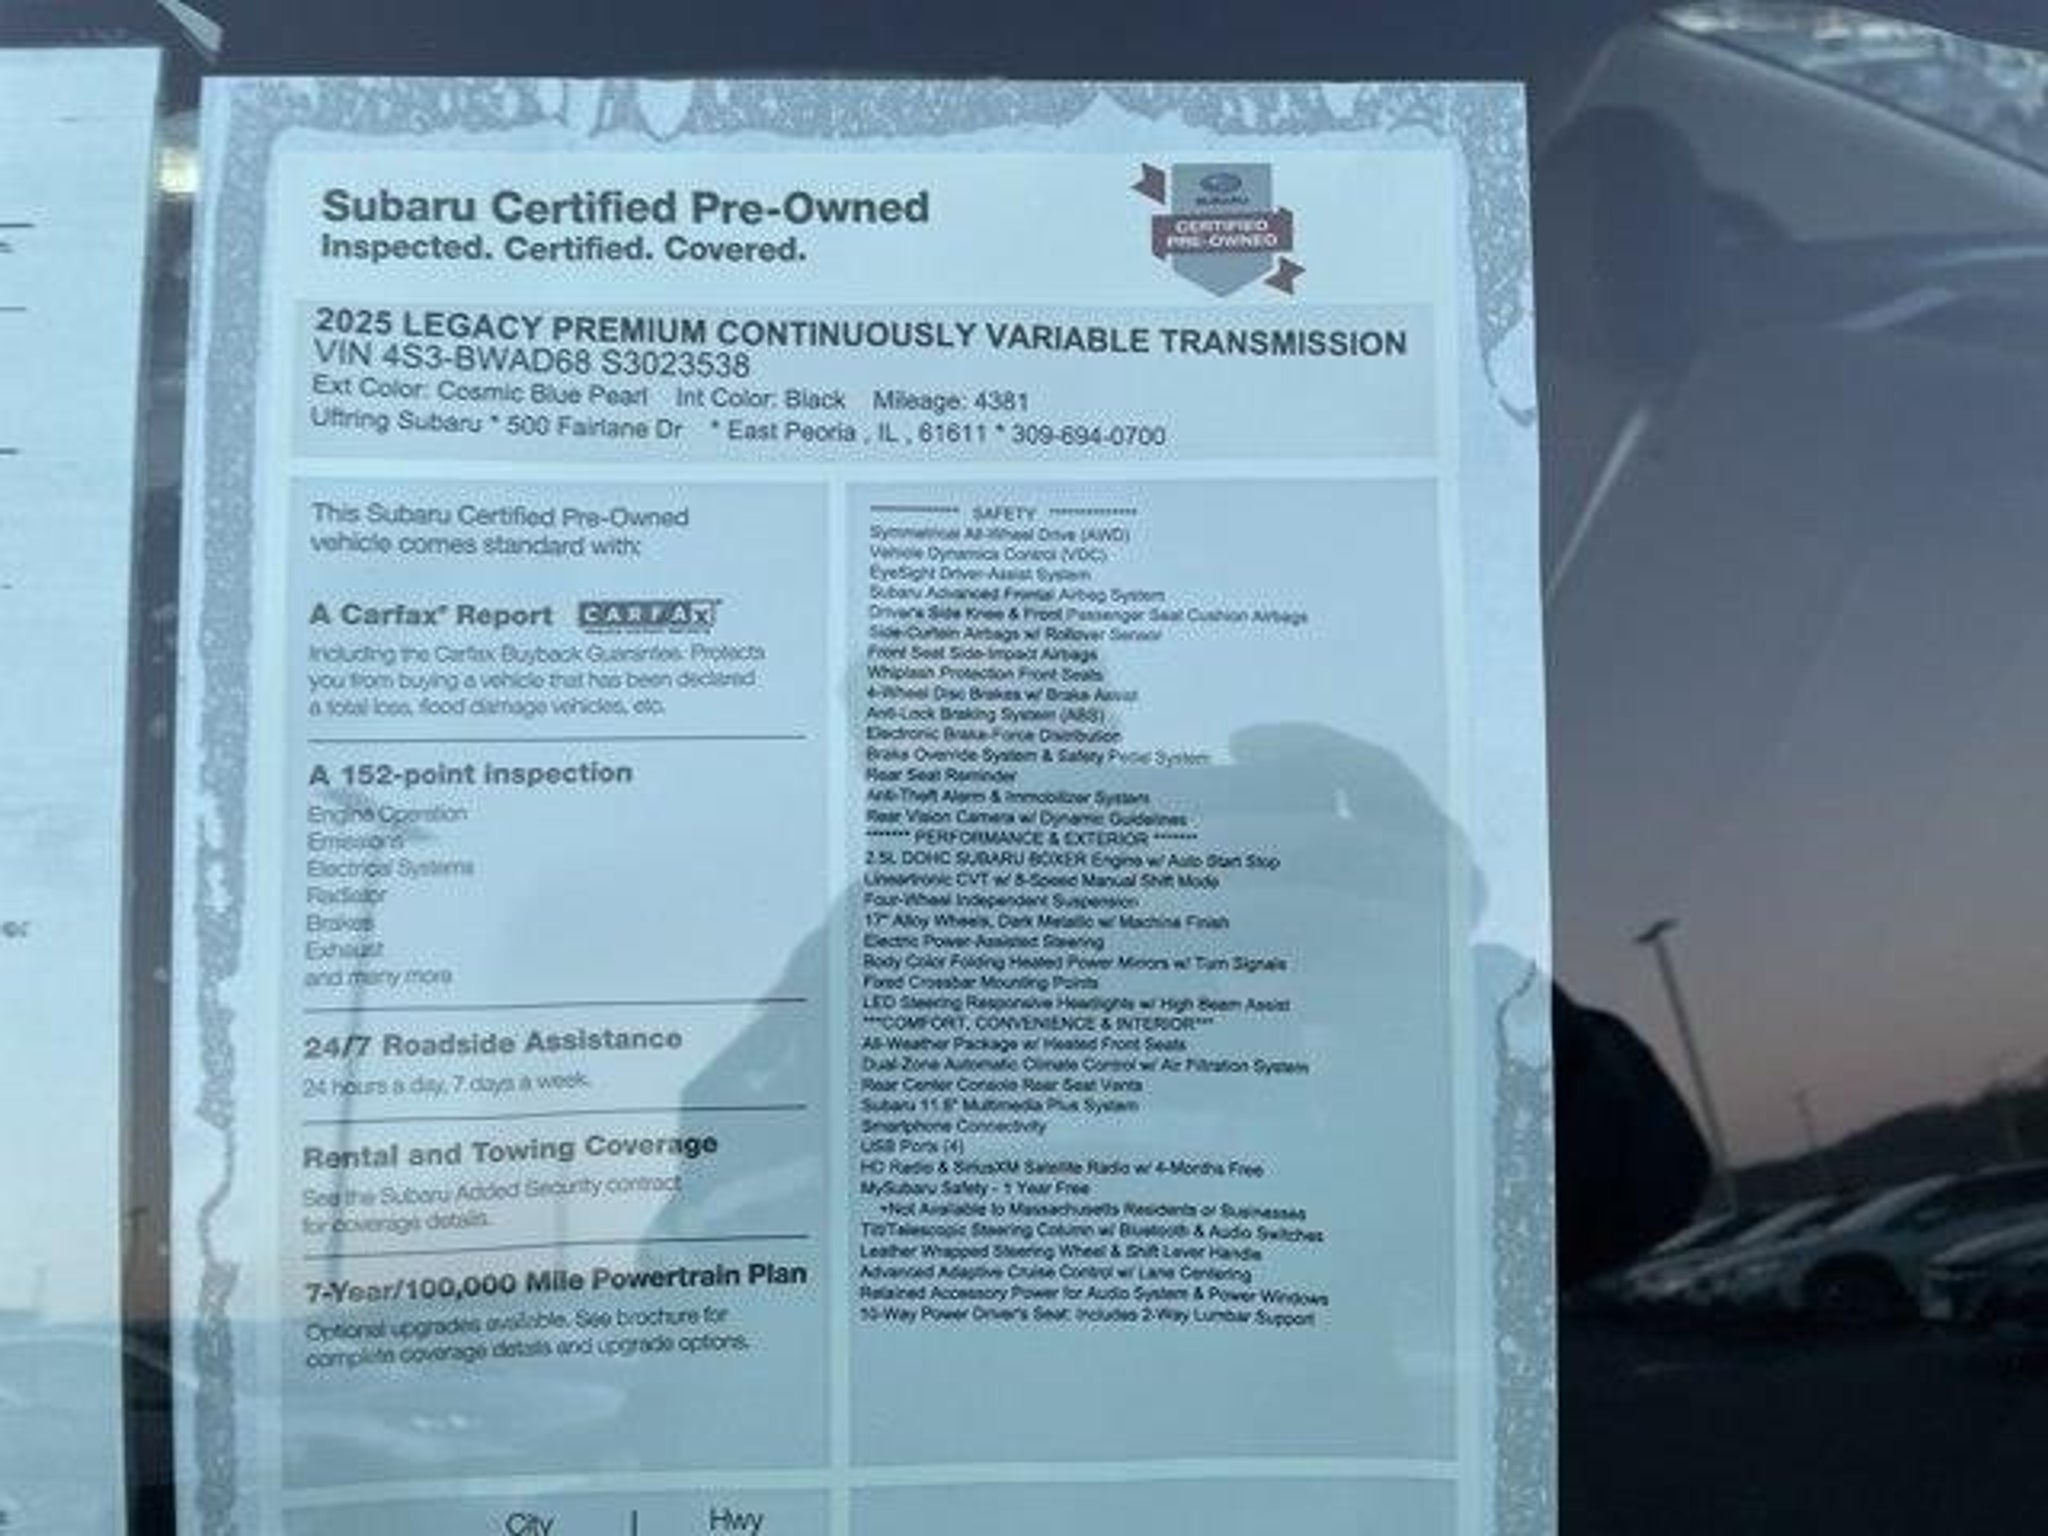 Subaru Certified Pre-Owned
Inspected. Certified. Covered.
SUBARU
CERTIFIED
PRE-OWNED
2025 LEGACY PREMIUM CONTINUOUSLY VARIABLE TRANSMISSION
VIN 4S3-BWAD68 S3023538
Ext Color: Cosmic Blue Pearl Int Color: Black Mileage: 4381
Uftring Subaru * 500 Fairlane Dr * East Peoria , IL , 61611 * 309-694-0700
This Subaru Certified Pre-Owned
vehicle comes standard with:
A Carfax® Report CARFAX
Including the Carfax Buyback Guarantee. Protects
you from buying a vehicle that has been declared
a total loss, flood damage vehicles, etc.
A 152-point inspection
Engine Operation
Emissions
Electrical Systems
Radiator
Brakes
Exhaust
and many more
24/7 Roadside Assistance
24 hours a day, 7 days a week.
Rental and Towing Coverage
See the Subaru Added Security contract
for coverage details.
7-Year/100,000 Mile Powertrain Plan
Optional upgrades available. See brochure for
complete coverage details and upgrade options.
************* SAFETY *************
Symmetrical All-Wheel Drive (AWD)
Vehicle Dynamics Control (VDC)
EyeSight Driver-Assist System
Subaru Advanced Frontal Airbag System
Driver's Side Knee & Front Passenger Seat Cushion Airbags
Side-Curtain Airbags w/ Rollover Sensor
Front Seat Side-Impact Airbags
Whiplash Protection Front Seats
4-Wheel Disc Brakes w/ Brake Assist
Anti-Lock Braking System (ABS)
Electronic Brake-Force Distribution
Brake Override System & Safety Pedal System
Rear Seat Reminder
Anti-Theft Alarm & Immobilizer System
Rear Vision Camera w/ Dynamic Guidelines
******* PERFORMANCE & EXTERIOR *******
2.5L DOHC SUBARU BOXER Engine w/ Auto Start Stop
Lineartronic CVT w/ 8-Speed Manual Shift Mode
Four-Wheel Independent Suspension
17" Alloy Wheels, Dark Metallic w/ Machine Finish
Electric Power-Assisted Steering
Body Color Folding Heated Power Mirrors w/ Turn Signals
Fixed Crossbar Mounting Points
LED Steering Responsive Headlights w/ High Beam Assist
***COMFORT, CONVENIENCE & INTERIOR***
All-Weather Package w/ Heated Front Seats
Dual-Zone Automatic Climate Control w/ Air Filtration System
Rear Center Console Rear Seat Vents
Subaru 11.6" Multimedia Plus System
Smartphone Connectivity
USB Ports (4)
HD Radio & SiriusXM Satellite Radio w/ 4-Months Free
MySubaru Safety - 1 Year Free
*Not Available to Massachusetts Residents or Businesses
Tilt/Telescopic Steering Column w/ Bluetooth & Audio Switches
Leather Wrapped Steering Wheel & Shift Lever Handle
Advanced Adaptive Cruise Control w/ Lane Centering
Retained Accessory Power for Audio System & Power Windows
10-Way Power Driver's Seat: Includes 2-Way Lumbar Support
City | Hwy
er